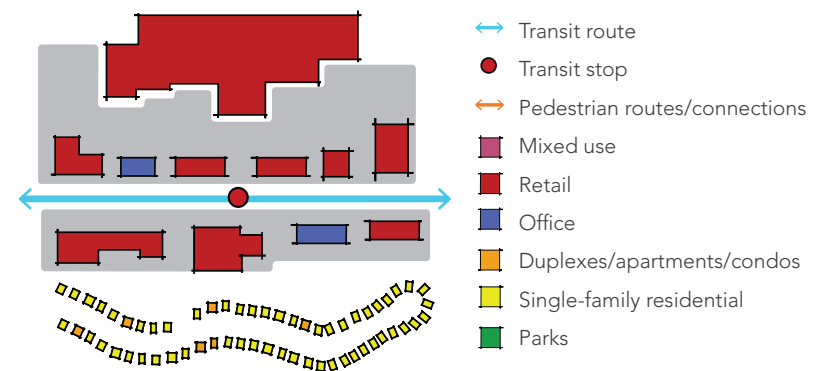 Transit route
Transit stop
Pedestrian routes/connections
Mixed use
Retail
Office
Duplexes/apartments/condos
Single-family residential
Parks